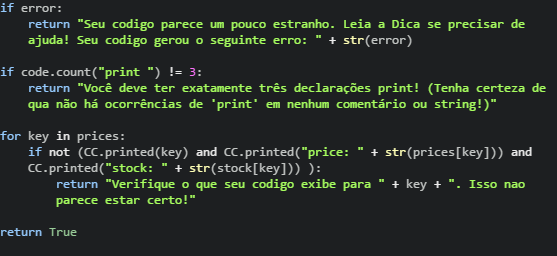 if error:
return "Seu codigo parece um pouco estranho. Leia a Dica se precisar de
ajuda! Seu codigo gerou o seguinte erro: " + str(error)
if code.count("print ") != 3:
return "Você deve ter exatamente três declarações print! (Tenha certeza de
qua não há ocorrências de 'print' em nenhum comentário ou string!)"
for key in prices:
if not (CC.printed(key) and CC.printed("price: " + str(prices[key])) and
CC.printed("stock: " + str(stock[key])) ):
return "Verifique o que seu codigo exibe para " + key + ". Isso nao
parece estar certo!"
return True